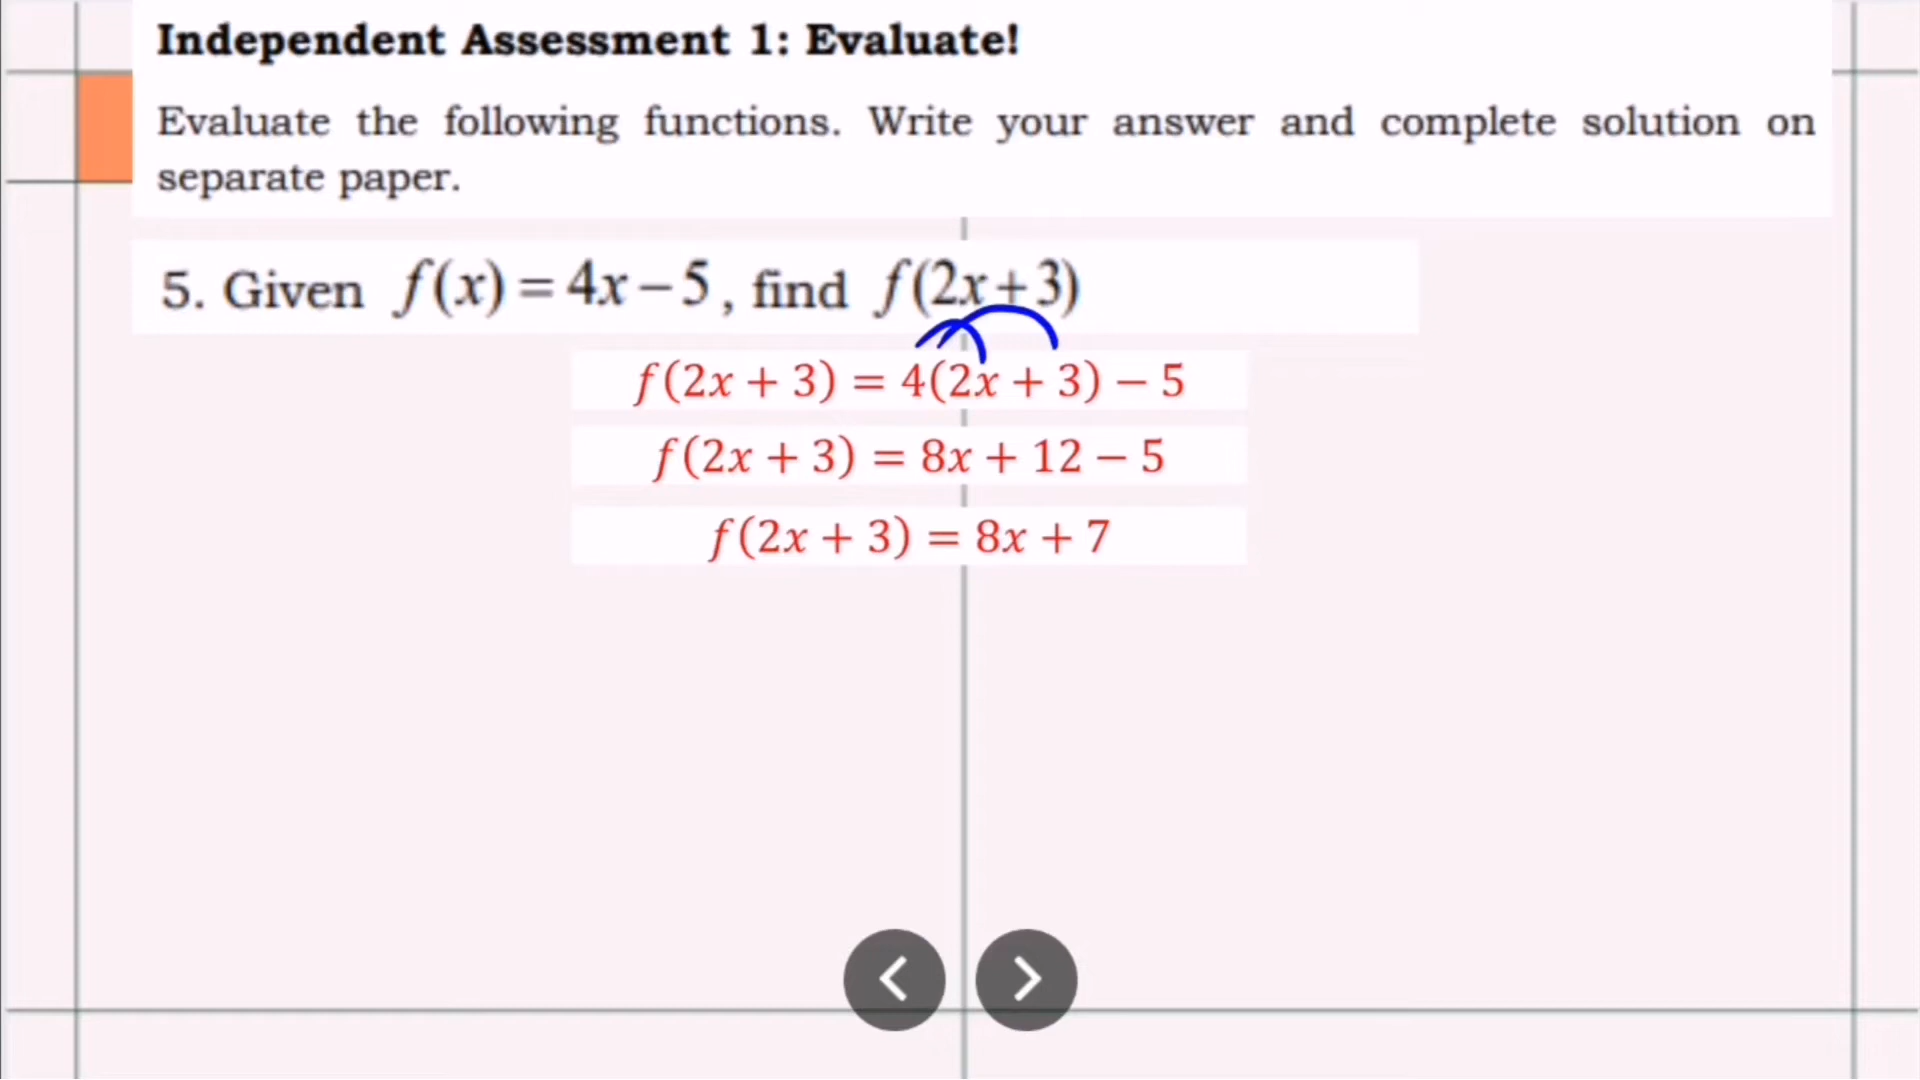 Independent Assessment 1: Evaluate!
Evaluate the following functions. Write your answer and complete solution on
separate paper.
5. Given f(x) = 4x − 5, find f(2x+3)
f(2x + 3) = 4(2x + 3) − 5
f(2x + 3) = 8x + 12 − 5
f(2x + 3) = 8x + 7